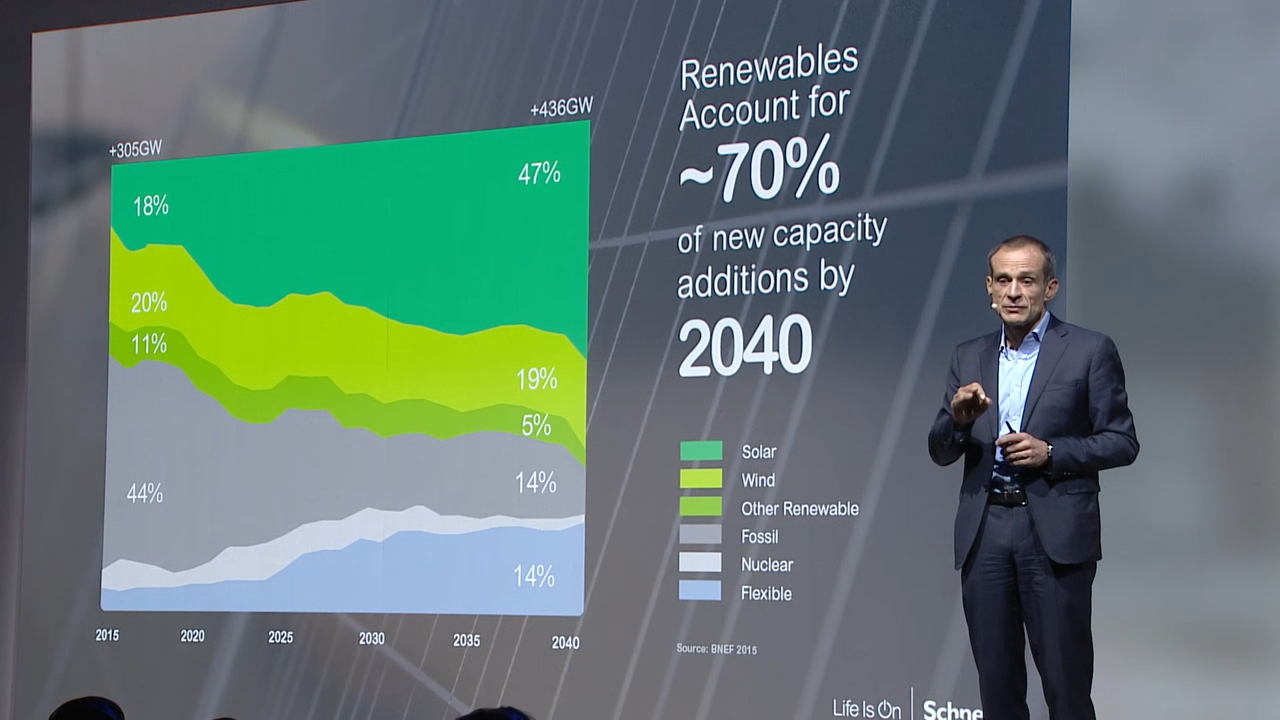 Renewables
Account for
~70%
of new capacity
additions by
2040
+305GW
+436GW
18%
47%
20%
11%
19%
5%
44%
14%
14%
2015
2020
2025
2030
2035
2040
Solar
Wind
Other Renewable
Fossil
Nuclear
Flexible
Source: BNEF 2015
Life Is On
Schne